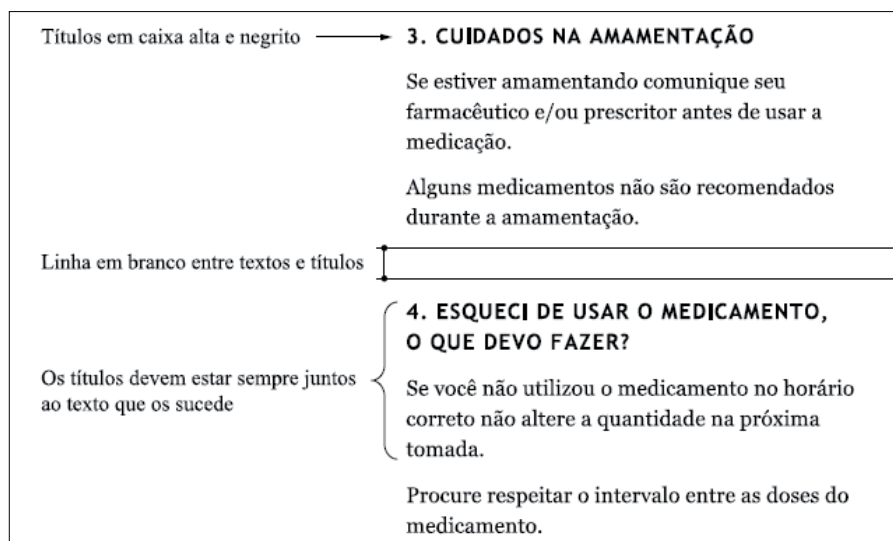 Títulos em caixa alta e negrito
3. CUIDADOS NA AMAMENTAÇÃO
Se estiver amamentando comunique seu
farmacêutico e/ou prescritor antes de usar a
medicação.
Alguns medicamentos não são recomendados
durante a amamentação.
Linha em branco entre textos e títulos
4. ESQUECI DE USAR O MEDICAMENTO,
O QUE DEVO FAZER?
Os títulos devem estar sempre juntos
ao texto que os sucede
Se você não utilizou o medicamento no horário
correto não altere a quantidade na próxima
tomada.
Procure respeitar o intervalo entre as doses do
medicamento.